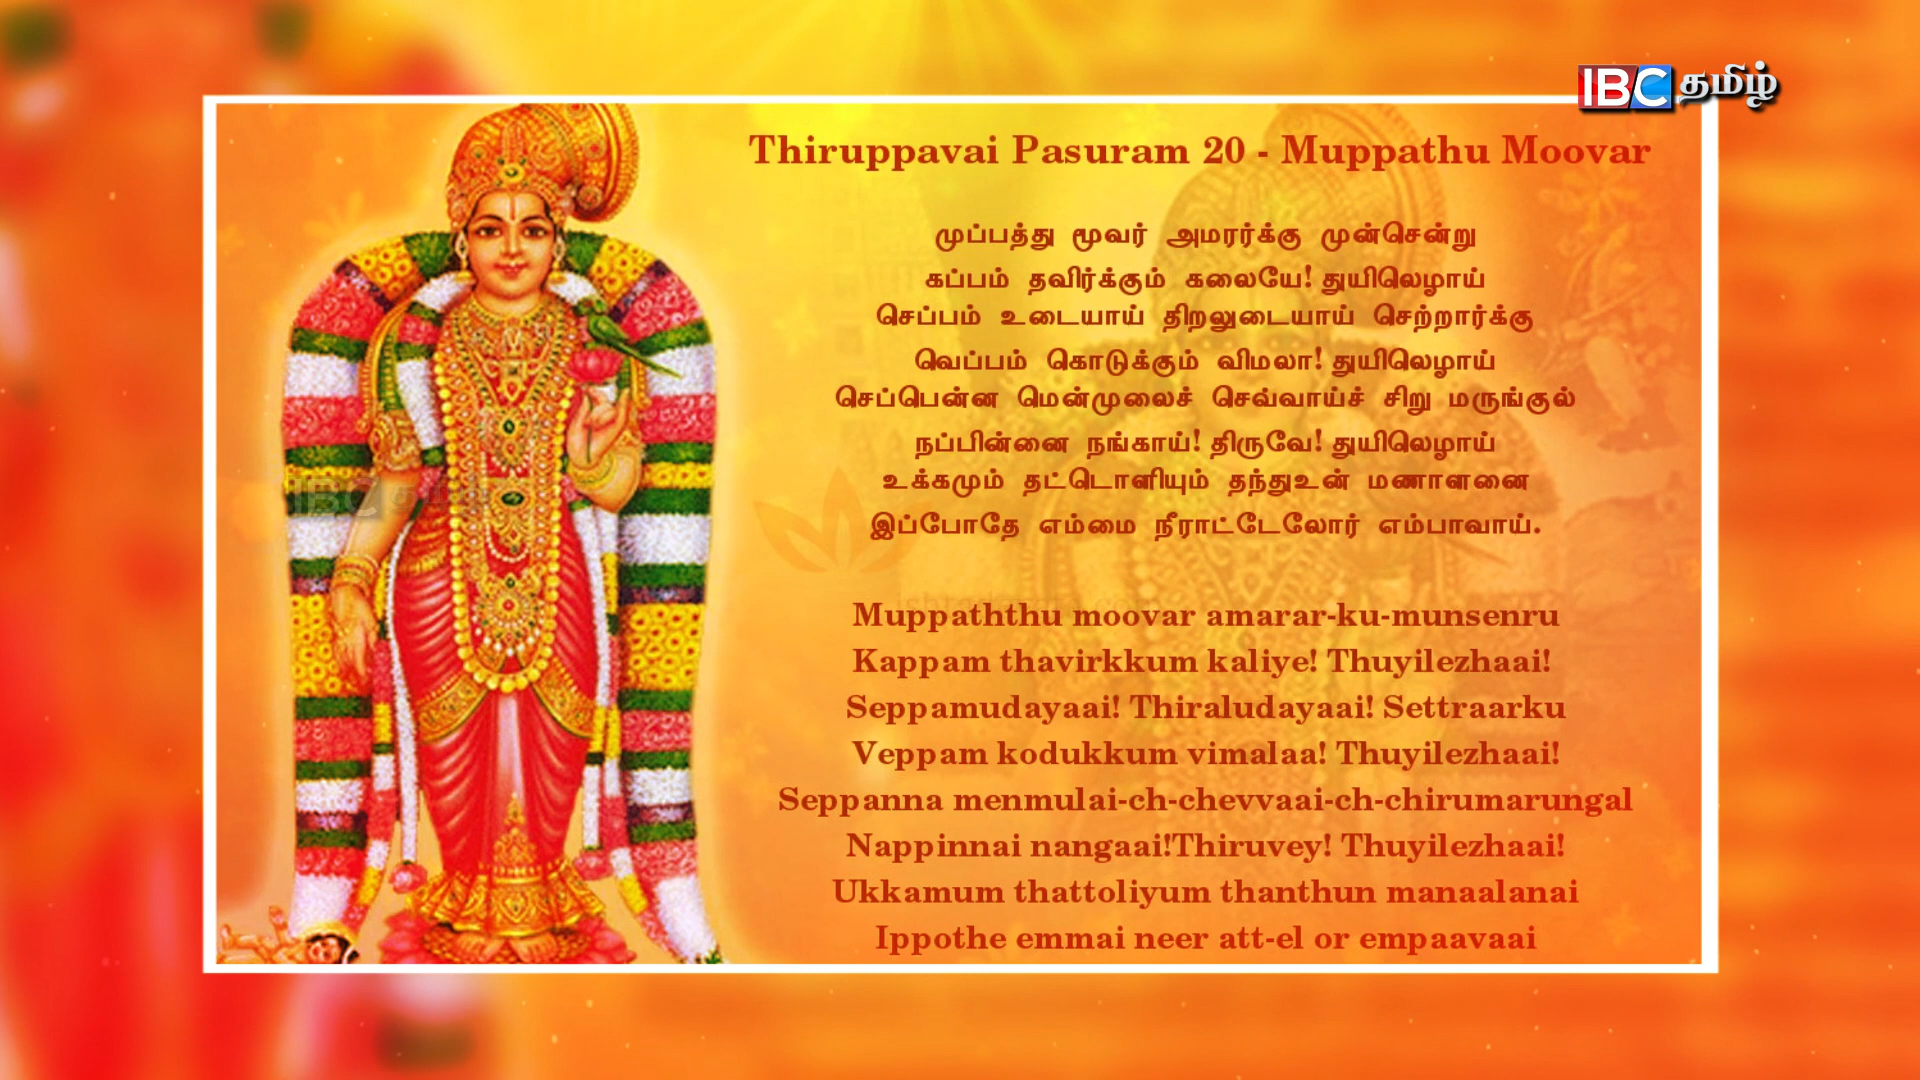 IBC தமிழ்
Thiruppavai Pasuram 20 - Muppathu Moovar
முப்பத்து மூவர் அமரர்க்கு முன்சென்று
கப்பம் தவிர்க்கும் கலையே! துயிலெழாய்
செப்பம் உடையாய் திறலுடையாய் செற்றார்க்கு
வெப்பம் கொடுக்கும் விமலா! துயிலெழாய்
செப்பென்ன மென்முலைச் செவ்வாய்ச் சிறு மருங்குல்
நப்பின்னை நங்காய்! திருவே! துயிலெழாய்
உக்கமும் தட்டொளியும் தந்துஉன் மணாளனை
இப்போதே எம்மை நீராட்டேலோர் எம்பாவாய்.
Muppaththu moovar amarar-ku-munsenru
Kappam thavirkkum kaliye! Thuyilezhaai!
Seppamudayaai! Thiraludayaai! Settraarku
Veppam kodukkum vimalaa! Thuyilezhaai!
Seppanna menmulai-ch-chevvaai-ch-chirumarungal
Nappinnai nangaai!Thiruvey! Thuyilezhaai!
Ukkamum thattoliyum thanthun manaalanai
Ippothe emmai neer att-el or empaavaai
IBC தமிழ்